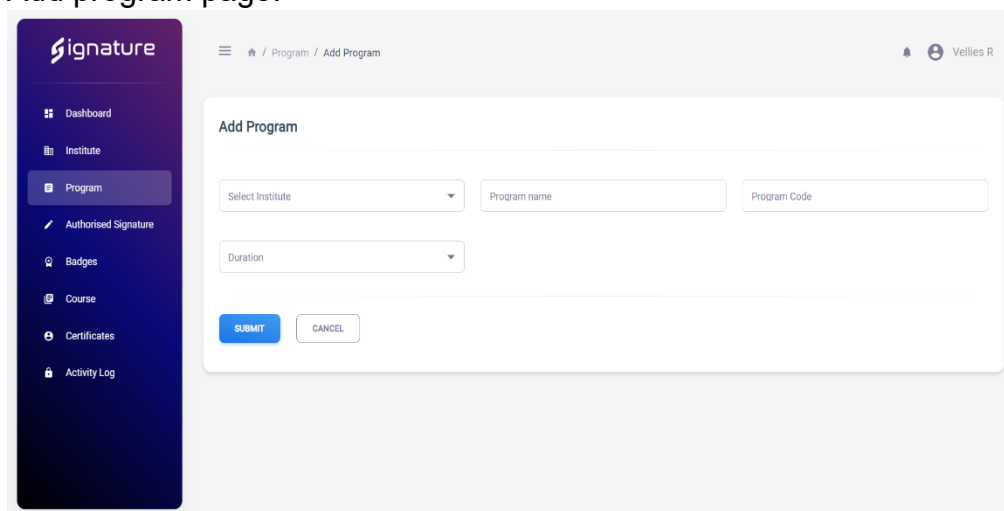 Add program page.
Signature
/ Program / Add Program
Vellies R
Dashboard
Institute
Program
Authorised Signature
Badges
Course
Certificates
Activity Log
Add Program
Select Institute
Program name
Program Code
Duration
SUBMIT
CANCEL